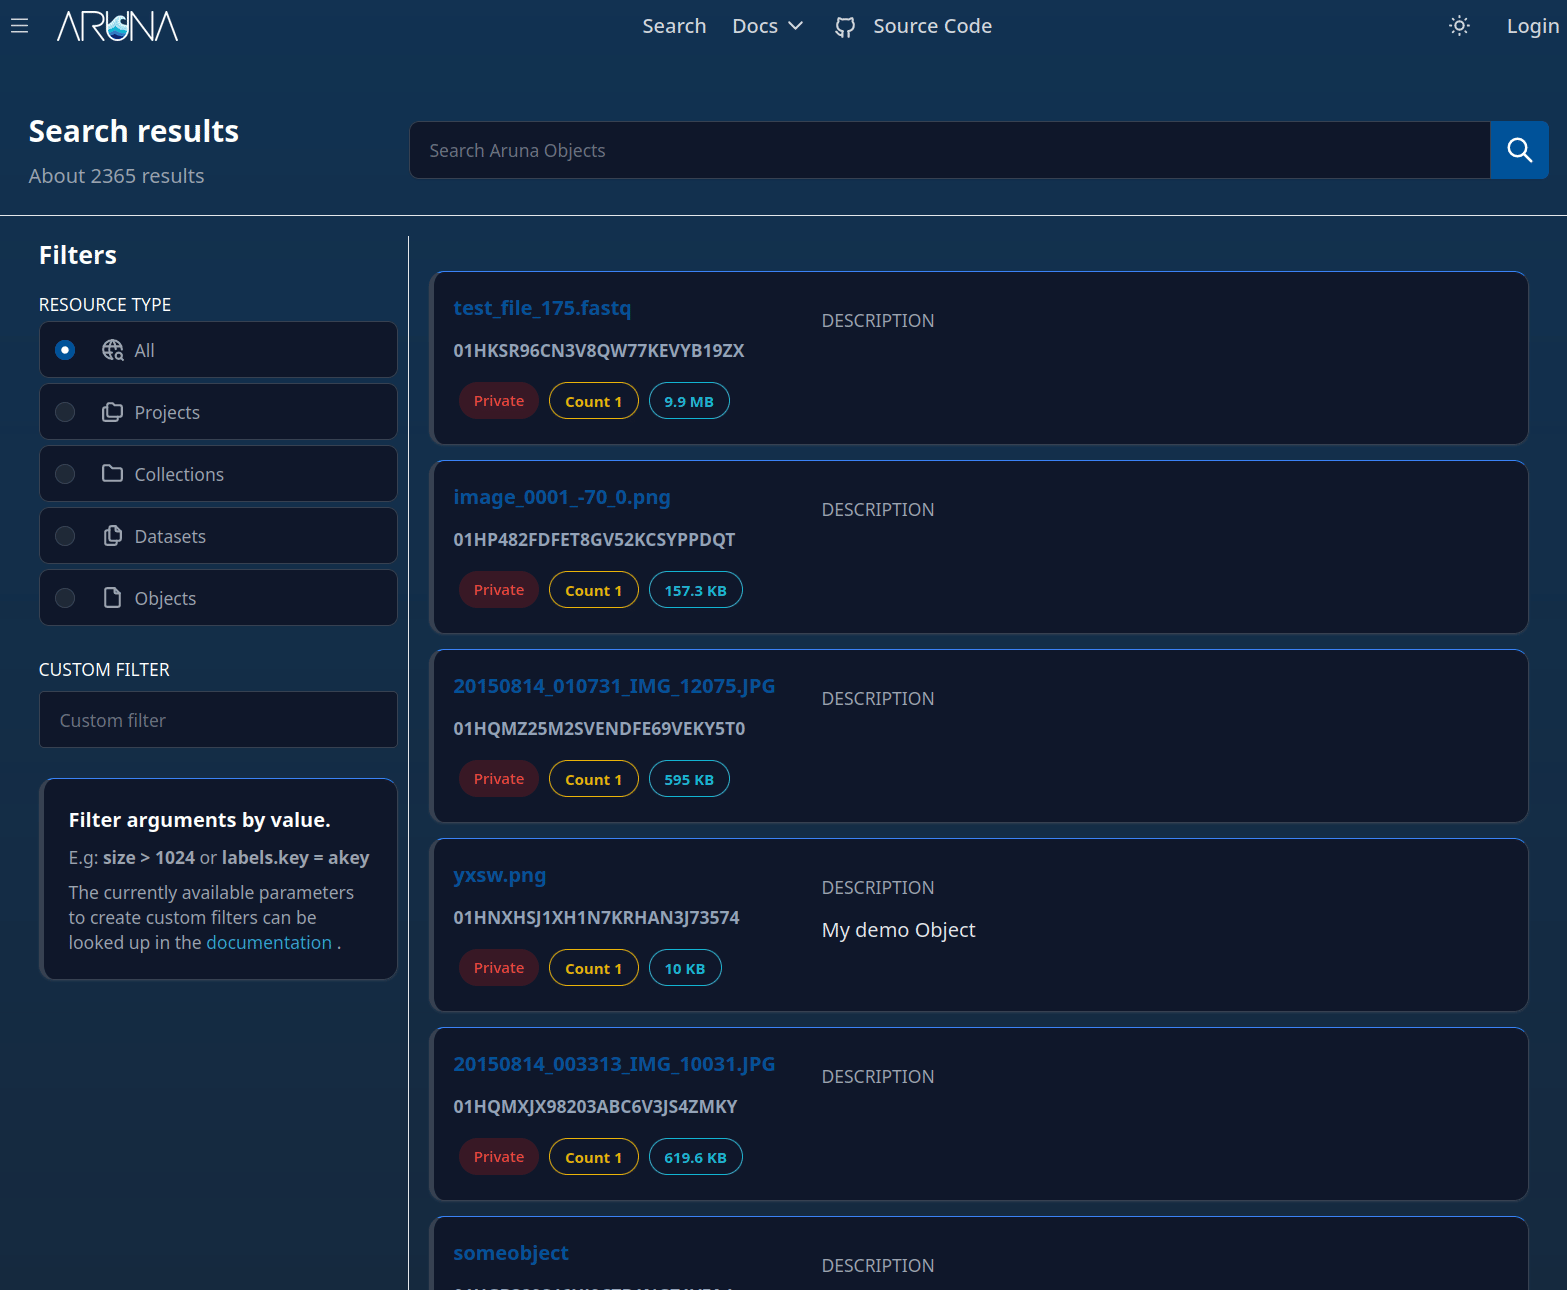 ARUNA
Search Docs Source Code
Login
Search results
About 2365 results
Search Aruna Objects
Filters
RESOURCE TYPE
All
Projects
Collections
Datasets
Objects
CUSTOM FILTER
Custom filter
Filter arguments by value.
E.g: size > 1024 or labels.key = akey
The currently available parameters
to create custom filters can be
looked up in the documentation .
test_file_175.fastq
01HKSR96CN3V8QW77KEVYB19ZX
Private Count 1 9.9 MB
DESCRIPTION
image_0001_-70_0.png
01HP482FDFET8GV52KCSYPPDQT
Private Count 1 157.3 KB
DESCRIPTION
20150814_010731_IMG_12075.JPG
01HQMZ25M2SVENDFE69VEKY5T0
Private Count 1 595 KB
DESCRIPTION
yxsw.png
01HNXHSJ1XH1N7KRHAN3J73574
Private Count 1 10 KB
DESCRIPTION
My demo Object
20150814_003313_IMG_10031.JPG
01HQMXJX98203ABC6V3JS4ZMKY
Private Count 1 619.6 KB
DESCRIPTION
someobject
DESCRIPTION